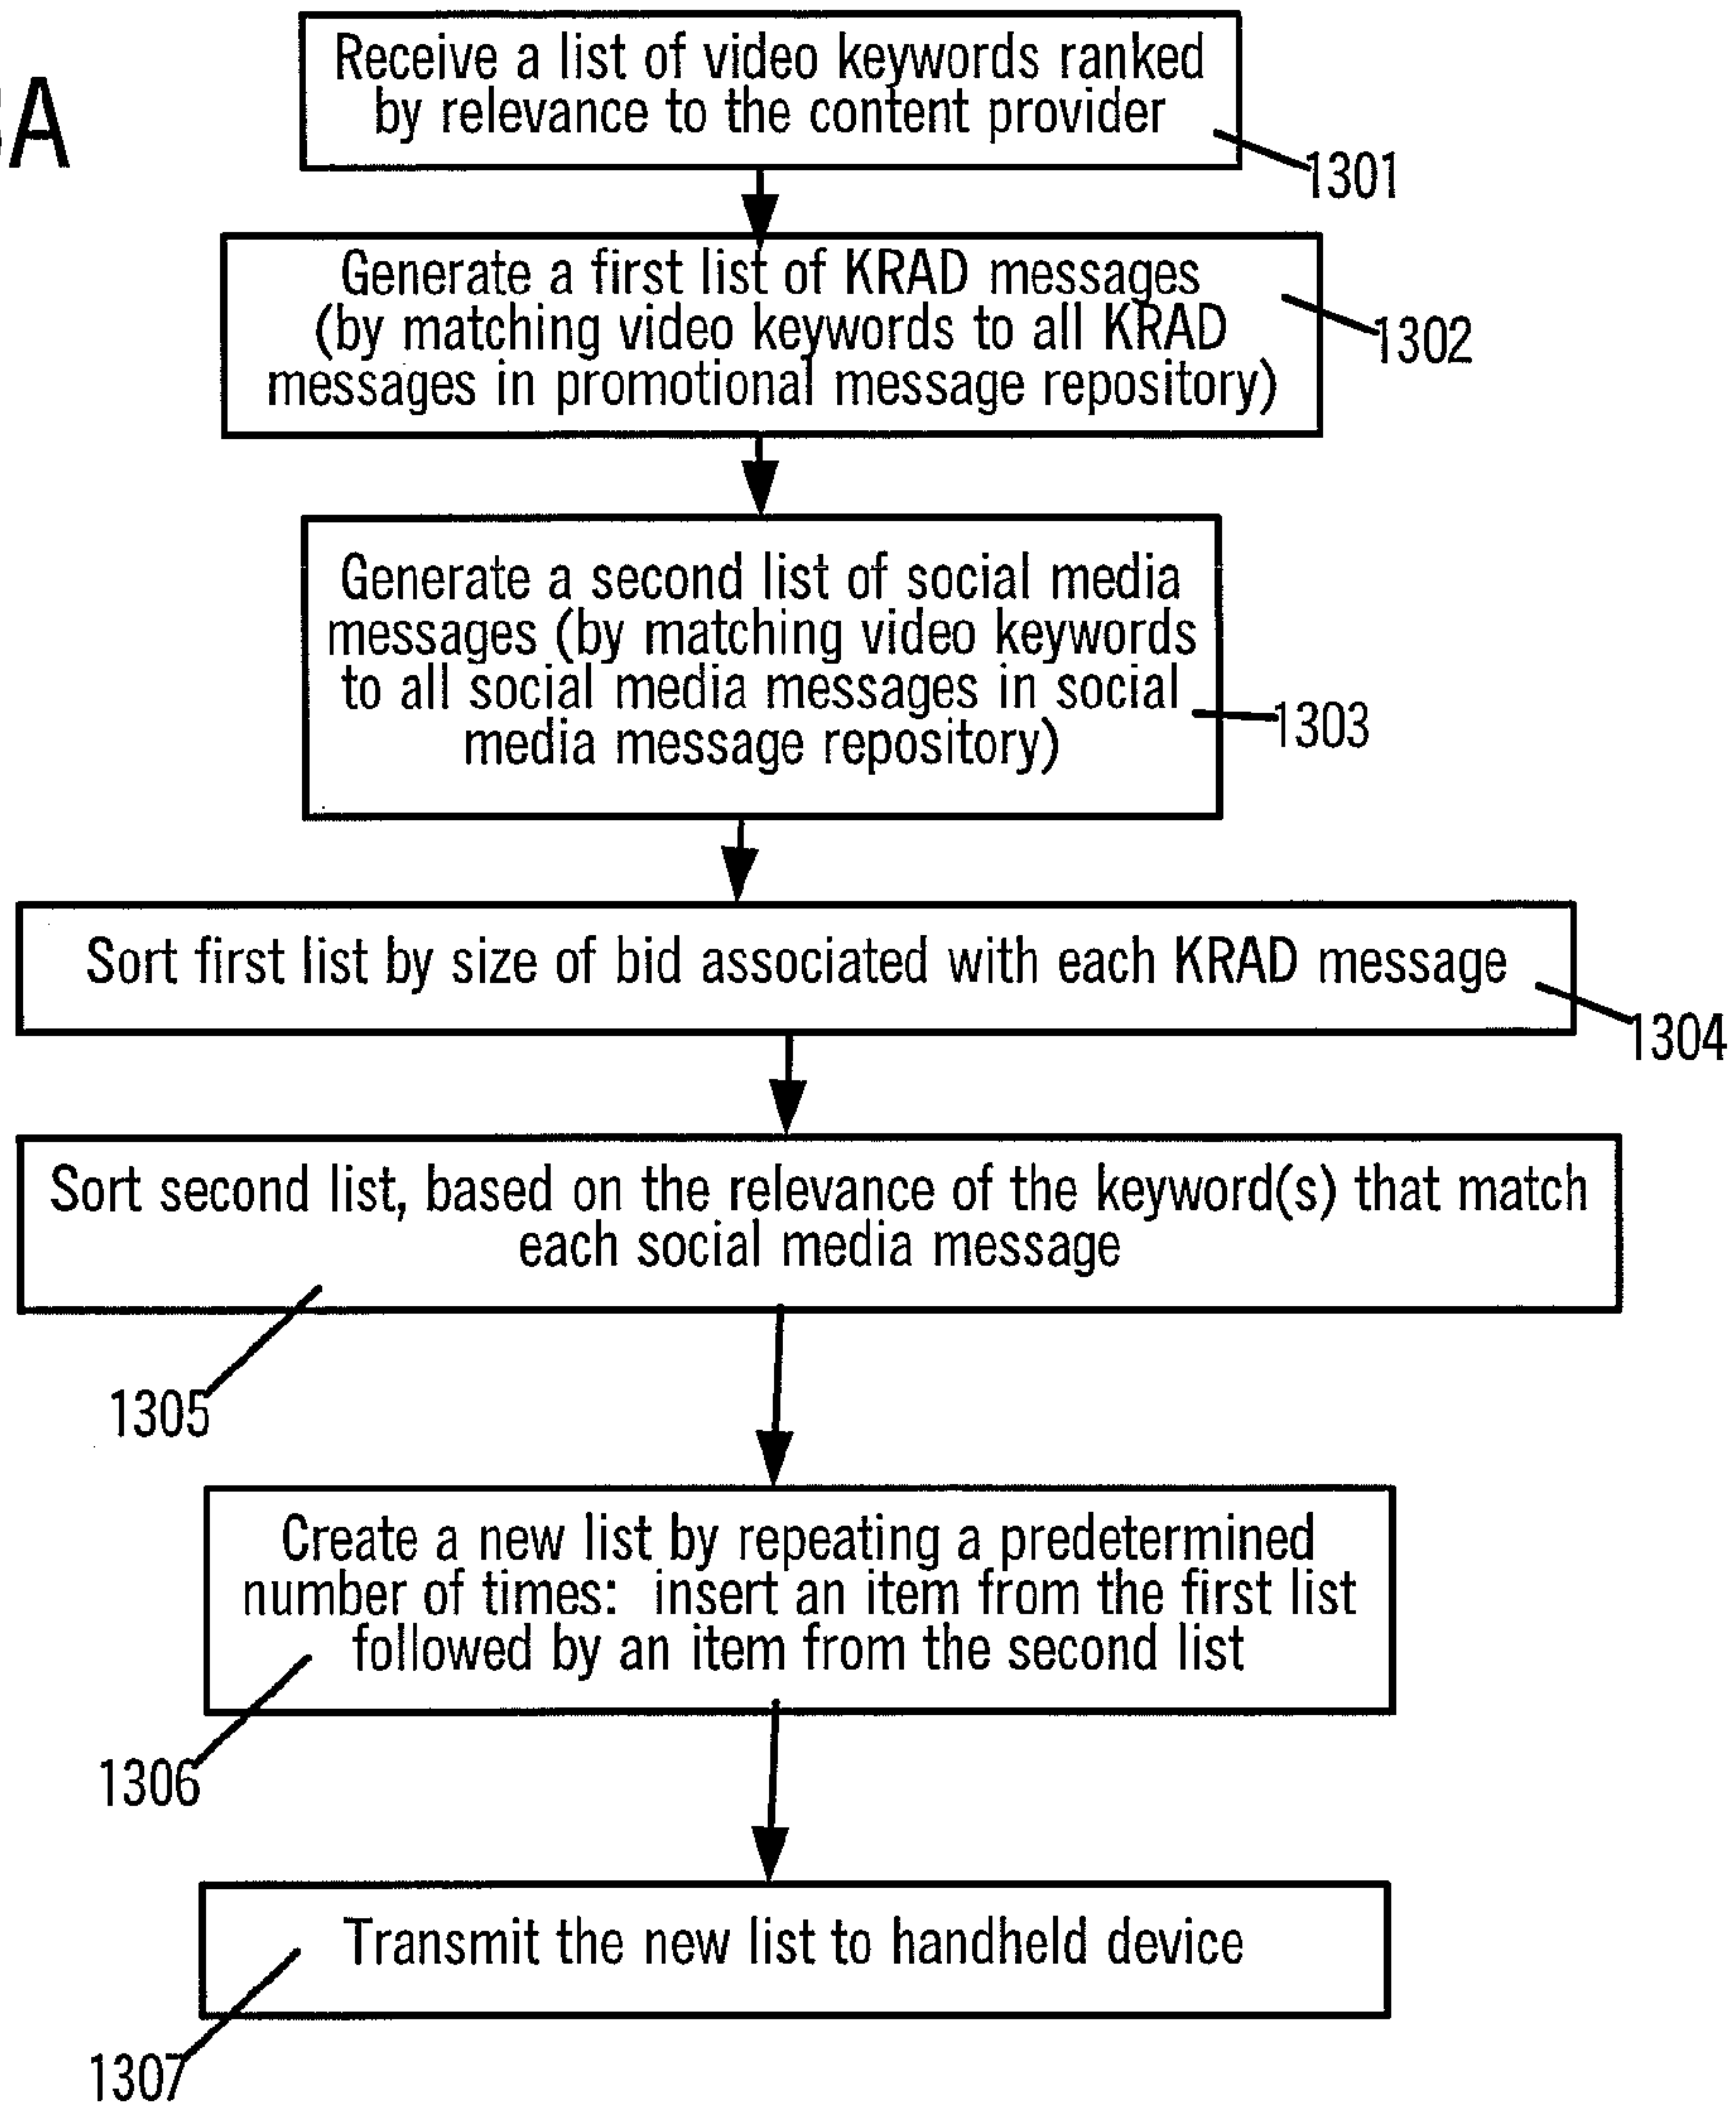 A
Receive a list of video keywords ranked
by relevance to the content provider
1301
Generate a first list of KRAD messages
(by matching video keywords to all KRAD
messages in promotional message repository)
1302
Generate a second list of social media
messages (by matching video keywords
to all social media messages in social
media message repository)
1303
Sort first list by size of bid associated with each KRAD message
1304
Sort second list, based on the relevance of the keyword(s) that match
each social media message
1305
Create a new list by repeating a predetermined
number of times: insert an item from the first list
followed by an item from the second list
1306
Transmit the new list to handheld device
1307